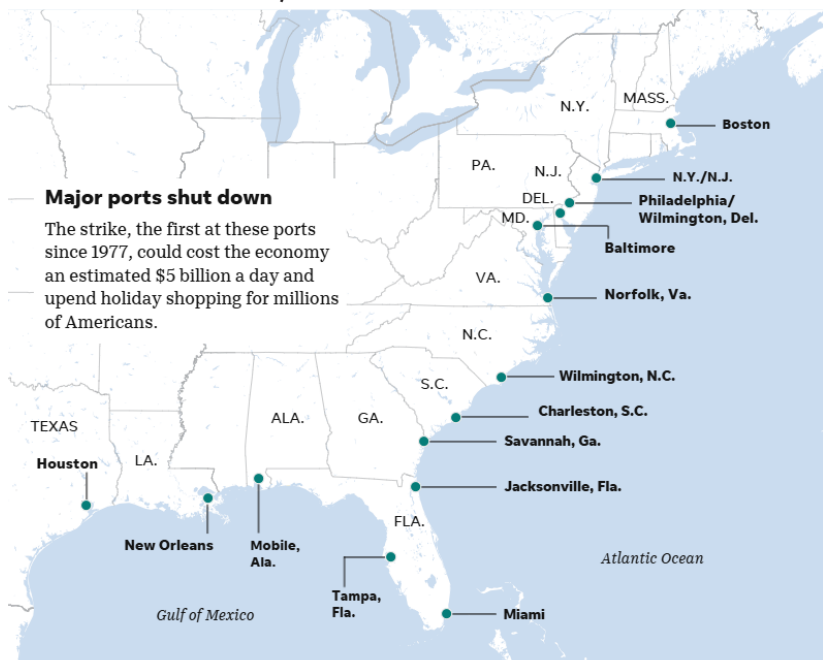 Major ports shut down
The strike, the first at these ports
since 1977, could cost the economy
an estimated $5 billion a day and
upend holiday shopping for millions
of Americans.
N.Y.
MASS.
Boston
PA.
N.J.
N.Y./N.J.
DEL.
Philadelphia/
Wilmington, Del.
MD.
Baltimore
VA.
Norfolk, Va.
N.C.
Wilmington, N.C.
S.C.
Charleston, S.C.
TEXAS
ALA.
GA.
Savannah, Ga.
Houston
LA.
Jacksonville, Fla.
FLA.
New Orleans
Mobile,
Ala.
Atlantic Ocean
Tampa,
Fla.
Gulf of Mexico
Miami